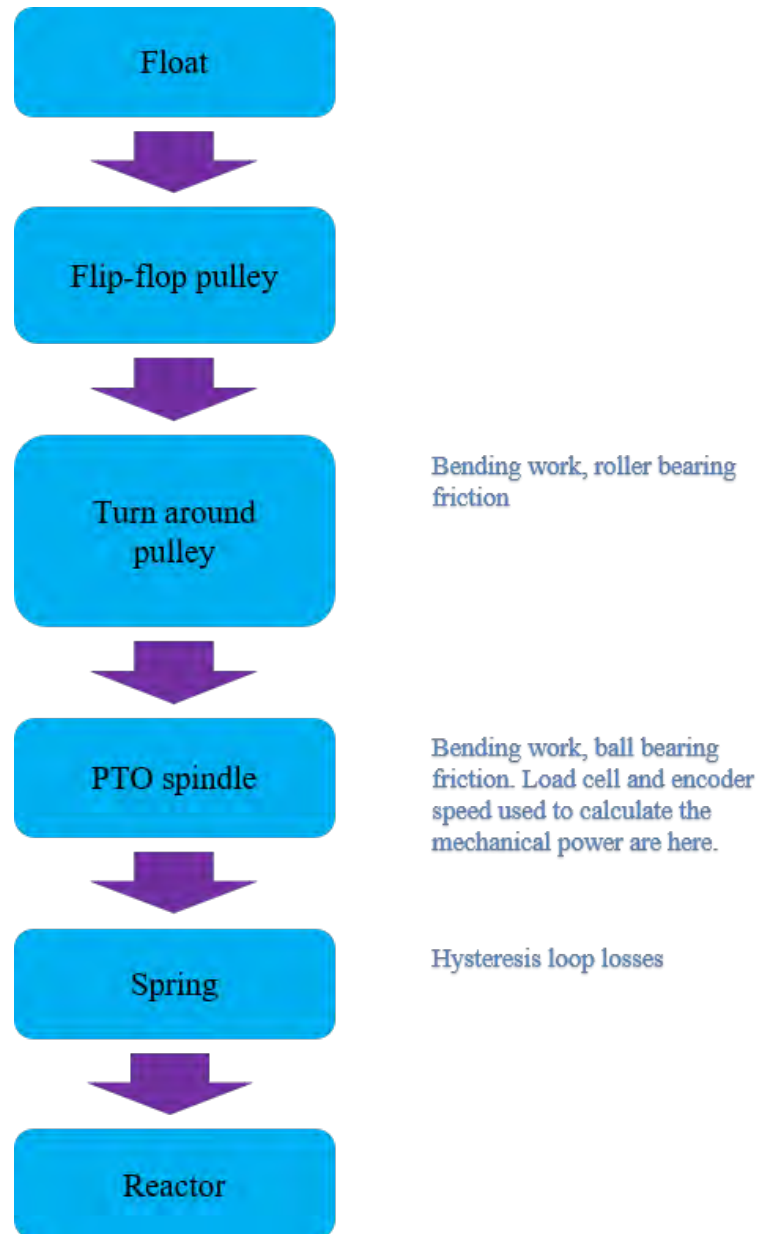 Float
Flip-flop pulley
Turn around
pulley
Bending work, roller bearing
friction
PTO spindle
Bending work, ball bearing
friction. Load cell and encoder
speed used to calculate the
mechanical power are here.
Spring
Hysteresis loop losses
Reactor